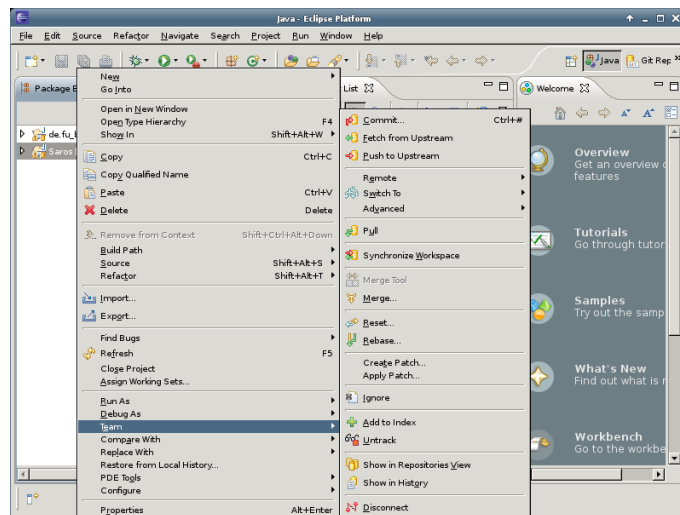 Java - Eclipse Platform
File Edit Source Refactor Navigate Search Project Run Window Help
Java Git Rep
Package E
List
Welcome
de.fu_b
Saros
New
Go Into
Open in New Window
Open Type Hierarchy F4
Show In Shift+Alt+W
Copy Ctrl+C
Copy Qualified Name
Paste Ctrl+V
Delete Delete
Remove from Context Shift+Ctrl+Alt+Down
Build Path
Source Shift+Alt+S
Refactor Shift+Alt+T
Import...
Export...
Find Bugs
Refresh F5
Close Project
Assign Working Sets...
Run As
Debug As
Team
Compare With
Replace With
Restore from Local History...
PDE Tools
Configure
Properties Alt+Enter
Commit... Ctrl+#
Fetch from Upstream
Push to Upstream
Remote
Switch To
Advanced
Pull
Synchronize Workspace
Merge Tool
Merge...
Reset...
Rebase...
Create Patch...
Apply Patch...
Ignore
Add to Index
Untrack
Show in Repositories View
Show in History
Disconnect
Overview
Get an overview o
features
Tutorials
Go through tutor
Samples
Try out the samp
What's New
Find out what is n
Workbench
Go to the workbe